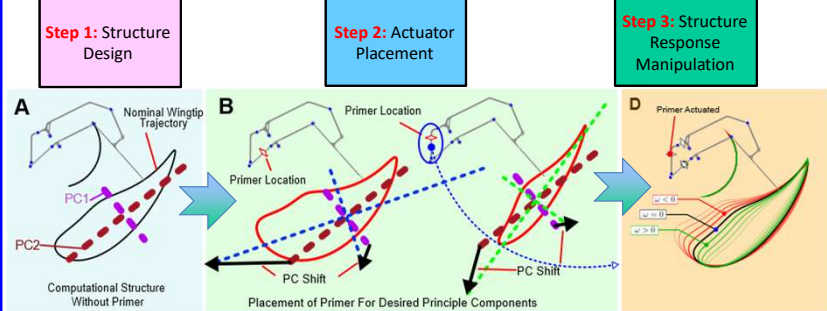 Step 1: Structure
Design
Step 2: Actuator
Placement
Step 3: Structure
Response
Manipulation
A
Nominal Wingtip
Trajectory
PC1
PC2
Computational Structure
Without Primer
B
Primer Location
Primer Location
PC Shift
PC Shift
Placement of Primer For Desired Principle Components
D
Primer Actuated
ω < 0
ω = 0
ω > 0